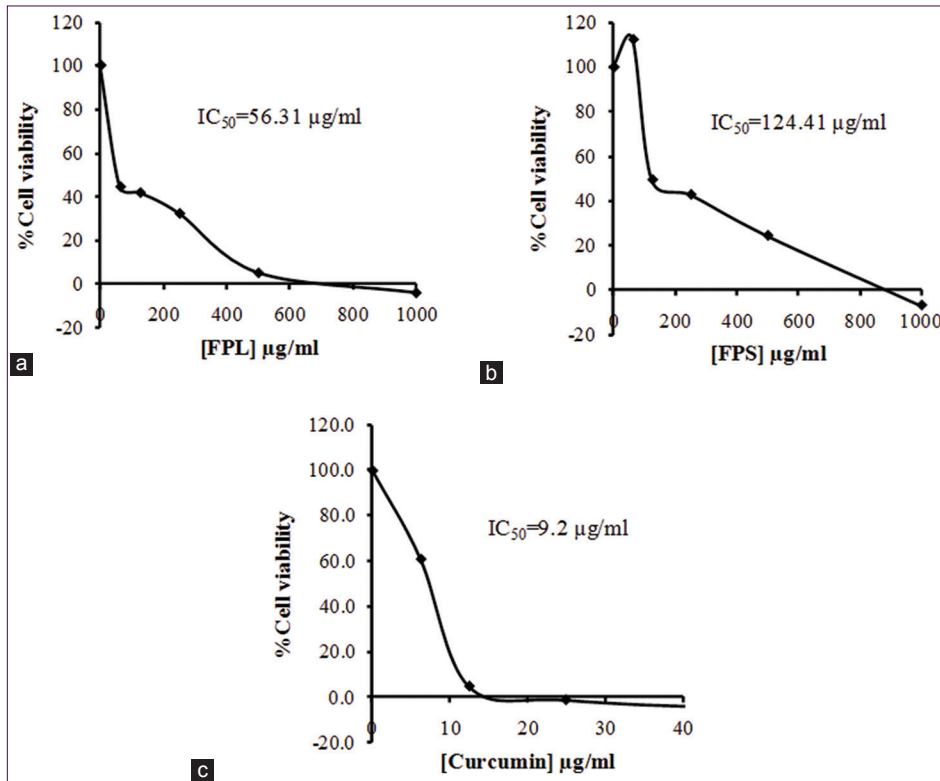 120
100
80
60
40
20
0
-20
%Cell viability
IC50=56.31 µg/ml
0 200 400 600 800 1000
[FPL] µg/ml
a
120
100
80
60
40
20
0
-20
%Cell viability
IC50=124.41 µg/ml
0 200 400 600 800 1000
[FPS] µg/ml
b
120.0
100.0
80.0
60.0
40.0
20.0
0.0
-20.0
%Cell viability
IC50=9.2 µg/ml
0 10 20 30 40
[Curcumin] µg/ml
c